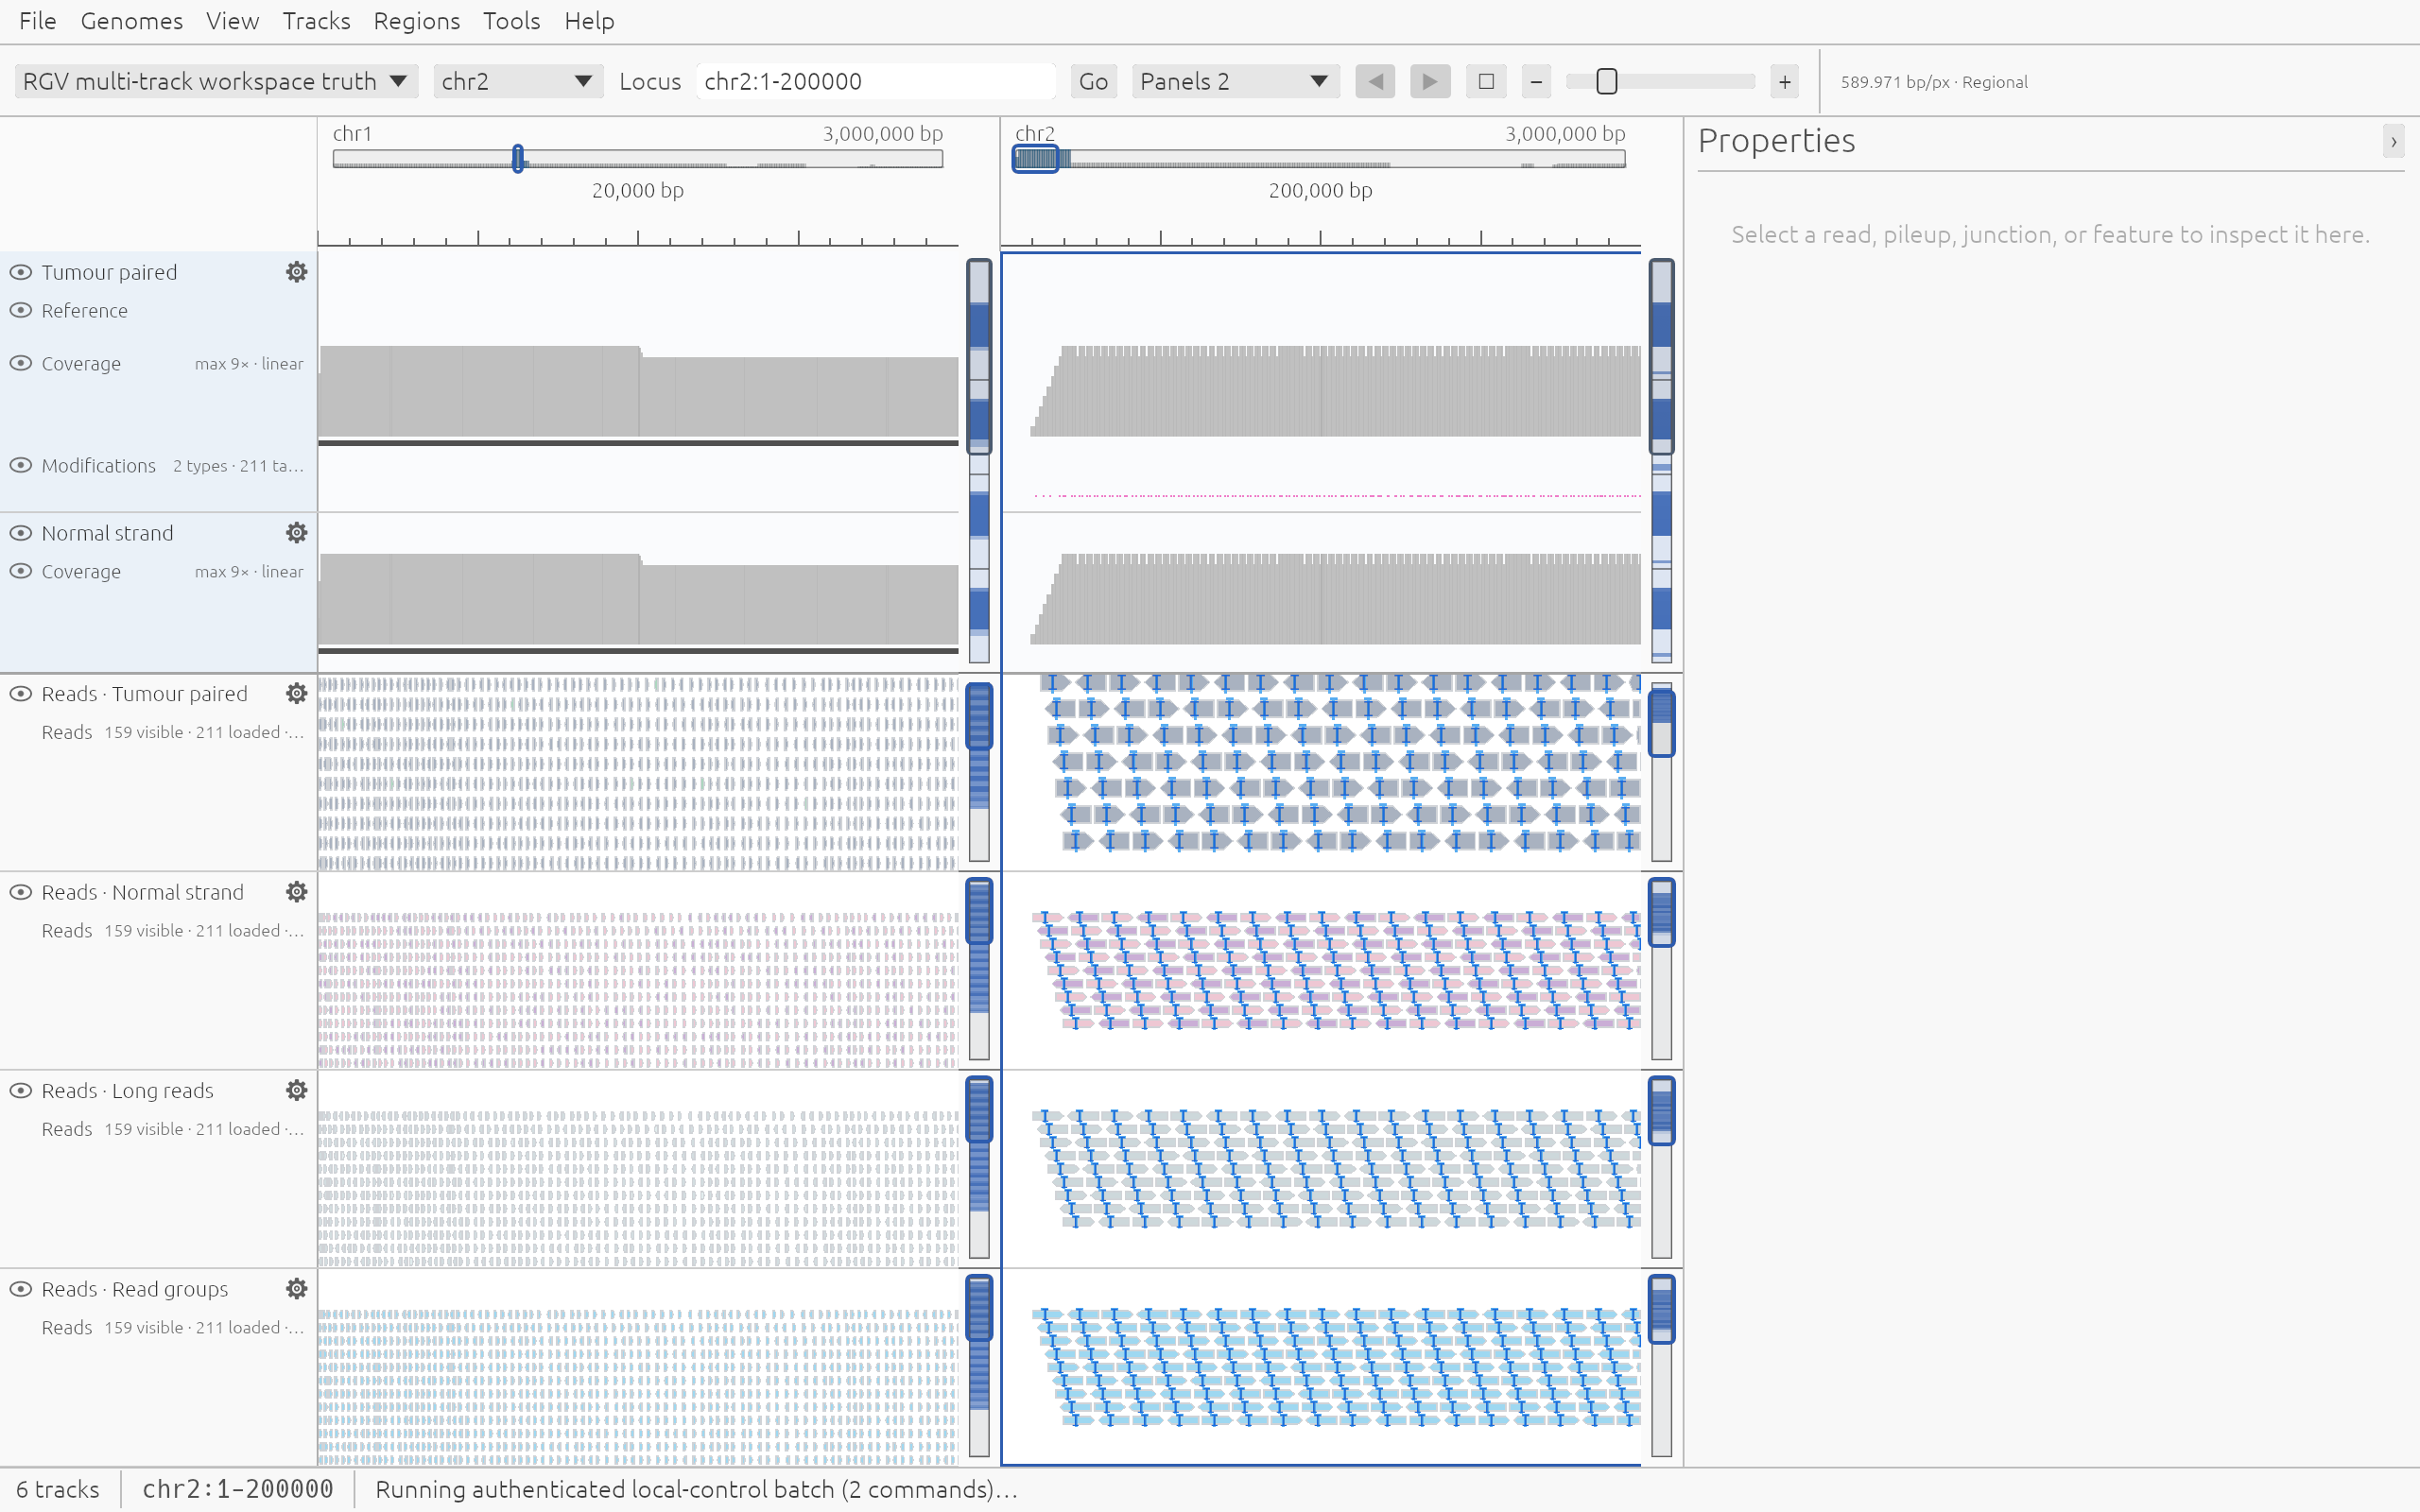 File Genomes View Tracks Regions Tools Help
RGV multi-track workspace truth chr2 Locus chr2:1-200000 Go Panels 2 − + 589.971 bp/px · Regional
chr1 3,000,000 bp
20,000 bp
chr2 3,000,000 bp
200,000 bp
Properties
Select a read, pileup, junction, or feature to inspect it here.
Tumour paired
Reference
Coverage max 9× · linear
Modifications 2 types · 211 ta…
Normal strand
Coverage max 9× · linear
Reads · Tumour paired
Reads 159 visible · 211 loaded ·…
Reads · Normal strand
Reads 159 visible · 211 loaded ·…
Reads · Long reads
Reads 159 visible · 211 loaded ·…
Reads · Read groups
Reads 159 visible · 211 loaded ·…
6 tracks chr2:1-200000 Running authenticated local-control batch (2 commands)…